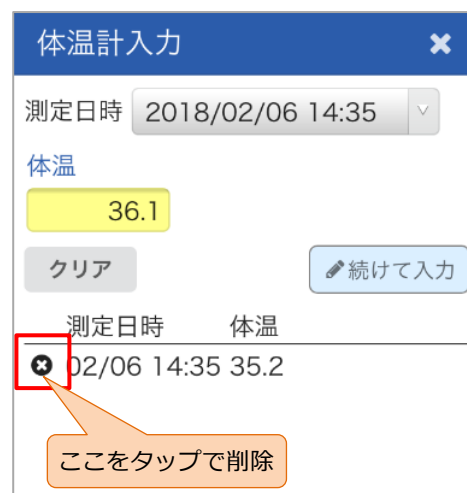 体温計入力
測定日時 2018/02/06 14:35
体温
36.1
クリア 続けて入力
測定日時 体温
02/06 14:35 35.2
ここをタップで削除